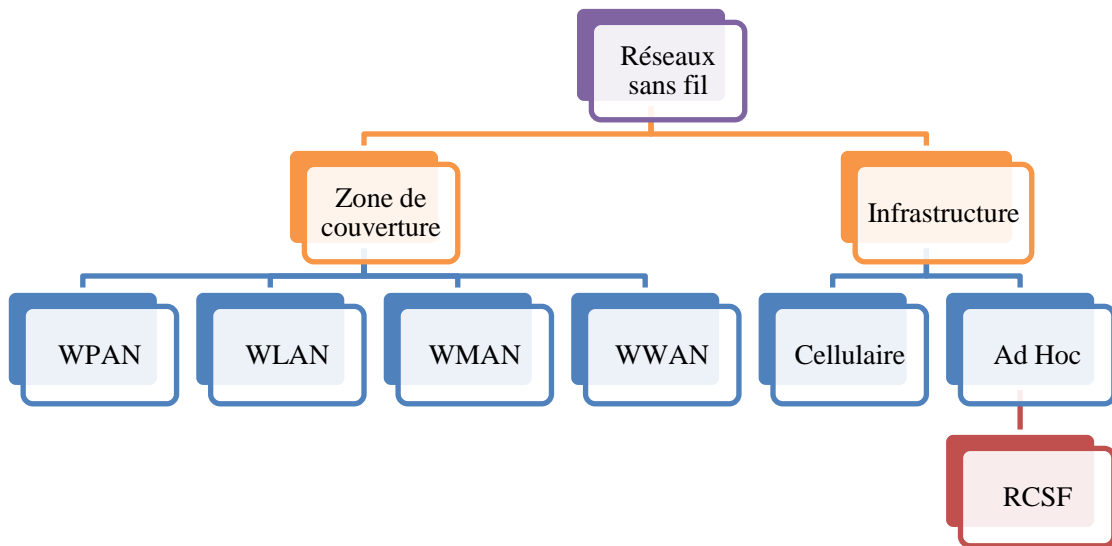 Réseaux
sans fil
Zone de
couverture
Infrastructure
WPAN
WLAN
WMAN
WWAN
Cellulaire
Ad Hoc
RCSF